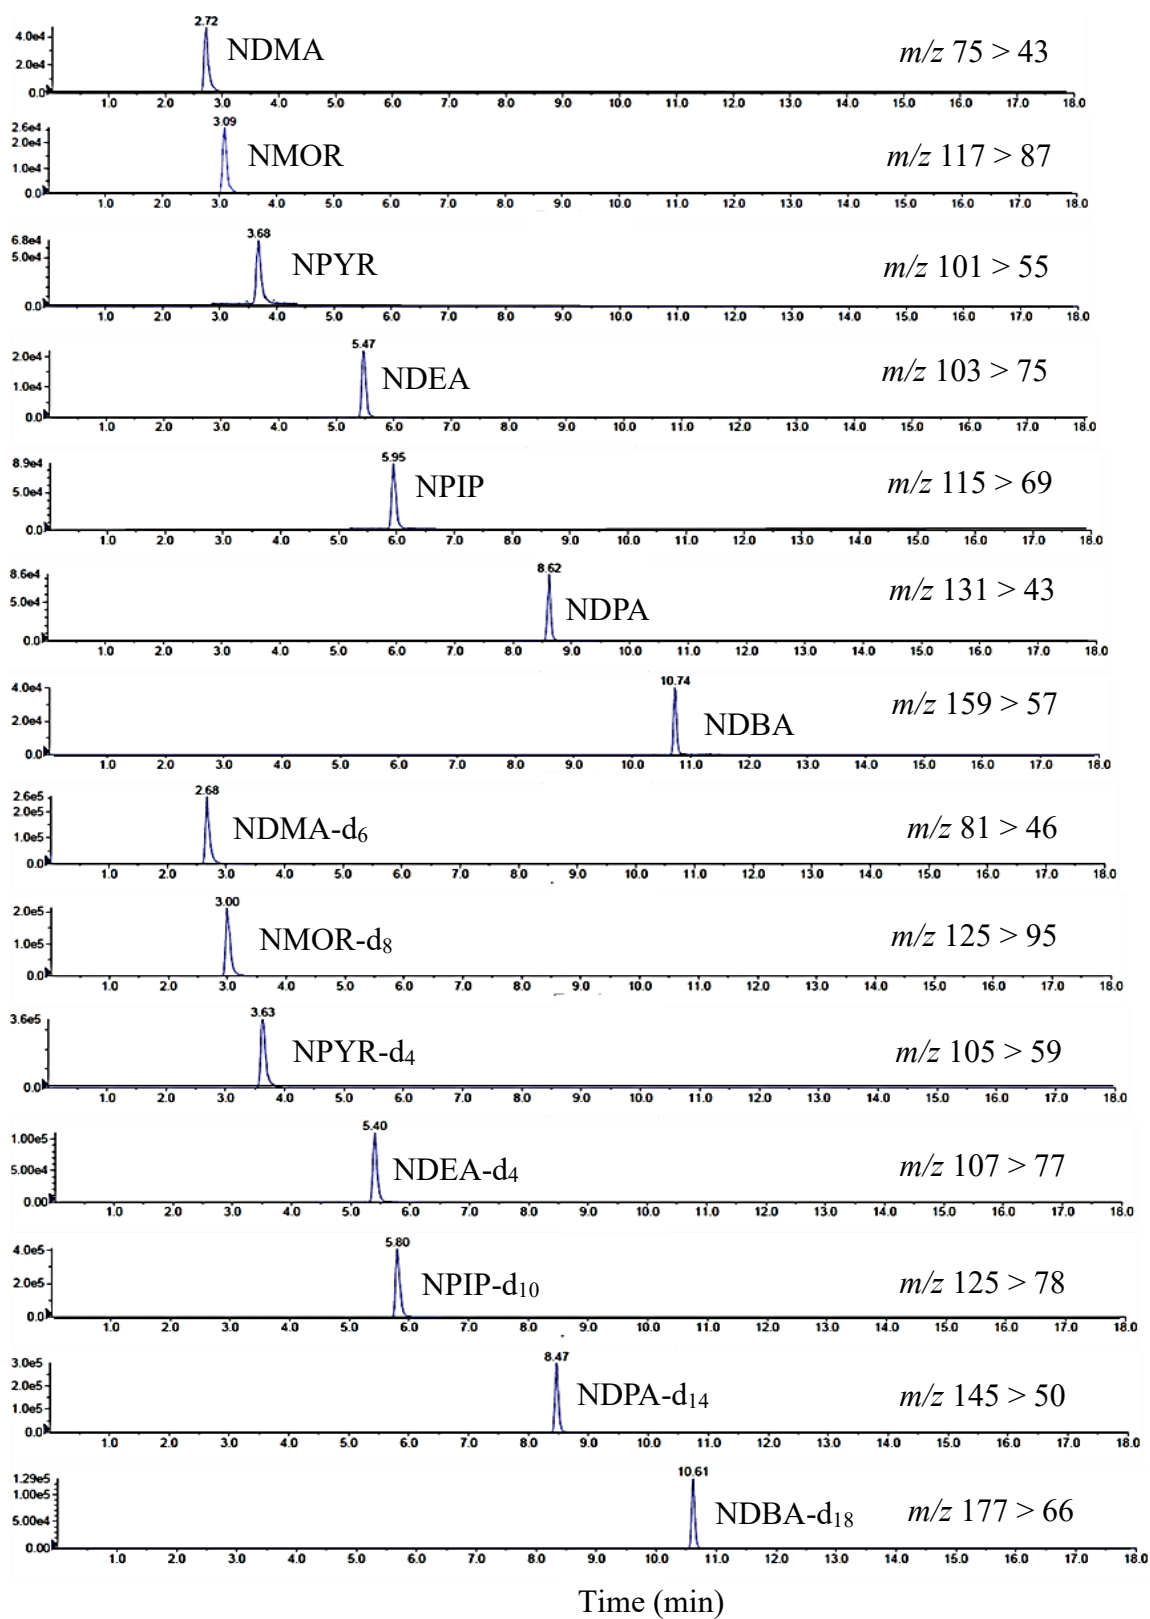 2.72
4.0e4
2.0e4
0.0
NDMA
m/z 75 > 43
1.0 2.0 3.0 4.0 5.0 6.0 7.0 8.0 9.0 10.0 11.0 12.0 13.0 14.0 15.0 16.0 17.0 18.0
3.09
2.6e4
2.0e4
1.0e4
0.0
NMOR
m/z 117 > 87
1.0 2.0 3.0 4.0 5.0 6.0 7.0 8.0 9.0 10.0 11.0 12.0 13.0 14.0 15.0 16.0 17.0 18.0
3.68
6.8e4
5.0e4
0.0
NPYR
m/z 101 > 55
1.0 2.0 3.0 4.0 5.0 6.0 7.0 8.0 9.0 10.0 11.0 12.0 13.0 14.0 15.0 16.0 17.0 18.0
5.47
2.0e4
1.0e4
0.0
NDEA
m/z 103 > 75
1.0 2.0 3.0 4.0 5.0 6.0 7.0 8.0 9.0 10.0 11.0 12.0 13.0 14.0 15.0 16.0 17.0 18.0
5.95
8.9e4
5.0e4
0.0
NPIP
m/z 115 > 69
1.0 2.0 3.0 4.0 5.0 6.0 7.0 8.0 9.0 10.0 11.0 12.0 13.0 14.0 15.0 16.0 17.0 18.0
8.62
8.6e4
5.0e4
0.0
NDPA
m/z 131 > 43
1.0 2.0 3.0 4.0 5.0 6.0 7.0 8.0 9.0 10.0 11.0 12.0 13.0 14.0 15.0 16.0 17.0 18.0
10.74
4.0e4
2.0e4
0.0
NDBA
m/z 159 > 57
1.0 2.0 3.0 4.0 5.0 6.0 7.0 8.0 9.0 10.0 11.0 12.0 13.0 14.0 15.0 16.0 17.0 18.0
2.68
2.6e5
2.0e5
1.0e5
0.0
NDMA-d6
m/z 81 > 46
1.0 2.0 3.0 4.0 5.0 6.0 7.0 8.0 9.0 10.0 11.0 12.0 13.0 14.0 15.0 16.0 17.0 18.0
3.00
2.0e5
1.0e5
0.0
NMOR-d8
m/z 125 > 95
1.0 2.0 3.0 4.0 5.0 6.0 7.0 8.0 9.0 10.0 11.0 12.0 13.0 14.0 15.0 16.0 17.0 18.0
3.63
3.6e5
0.0
NPYR-d4
m/z 105 > 59
1.0 2.0 3.0 4.0 5.0 6.0 7.0 8.0 9.0 10.0 11.0 12.0 13.0 14.0 15.0 16.0 17.0 18.0
5.40
1.00e5
5.00e4
0.00
NDEA-d4
m/z 107 > 77
1.0 2.0 3.0 4.0 5.0 6.0 7.0 8.0 9.0 10.0 11.0 12.0 13.0 14.0 15.0 16.0 17.0 18.0
5.80
4.0e5
2.0e5
0.0
NPIP-d10
m/z 125 > 78
1.0 2.0 3.0 4.0 5.0 6.0 7.0 8.0 9.0 10.0 11.0 12.0 13.0 14.0 15.0 16.0 17.0 18.0
8.47
3.0e5
2.0e5
1.0e5
0.0
NDPA-d14
m/z 145 > 50
1.0 2.0 3.0 4.0 5.0 6.0 7.0 8.0 9.0 10.0 11.0 12.0 13.0 14.0 15.0 16.0 17.0 18.0
10.61
1.29e5
1.00e5
5.00e4
0.00
NDBA-d18
m/z 177 > 66
1.0 2.0 3.0 4.0 5.0 6.0 7.0 8.0 9.0 10.0 11.0 12.0 13.0 14.0 15.0 16.0 17.0 18.0
Time (min)